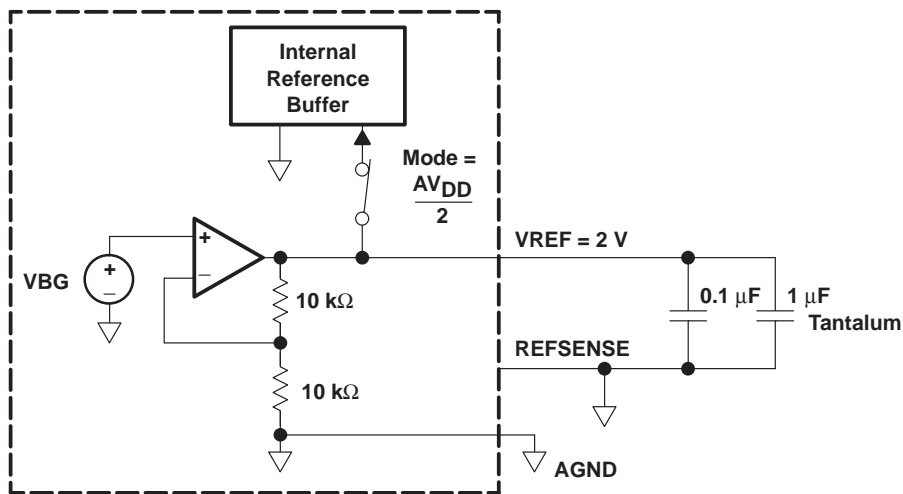 Internal
Reference
Buffer
Mode =
AVDD
2
VREF = 2 V
+
−
VBG
+
−
10 kΩ
0.1 μF
1 μF
Tantalum
REFSENSE
10 kΩ
AGND